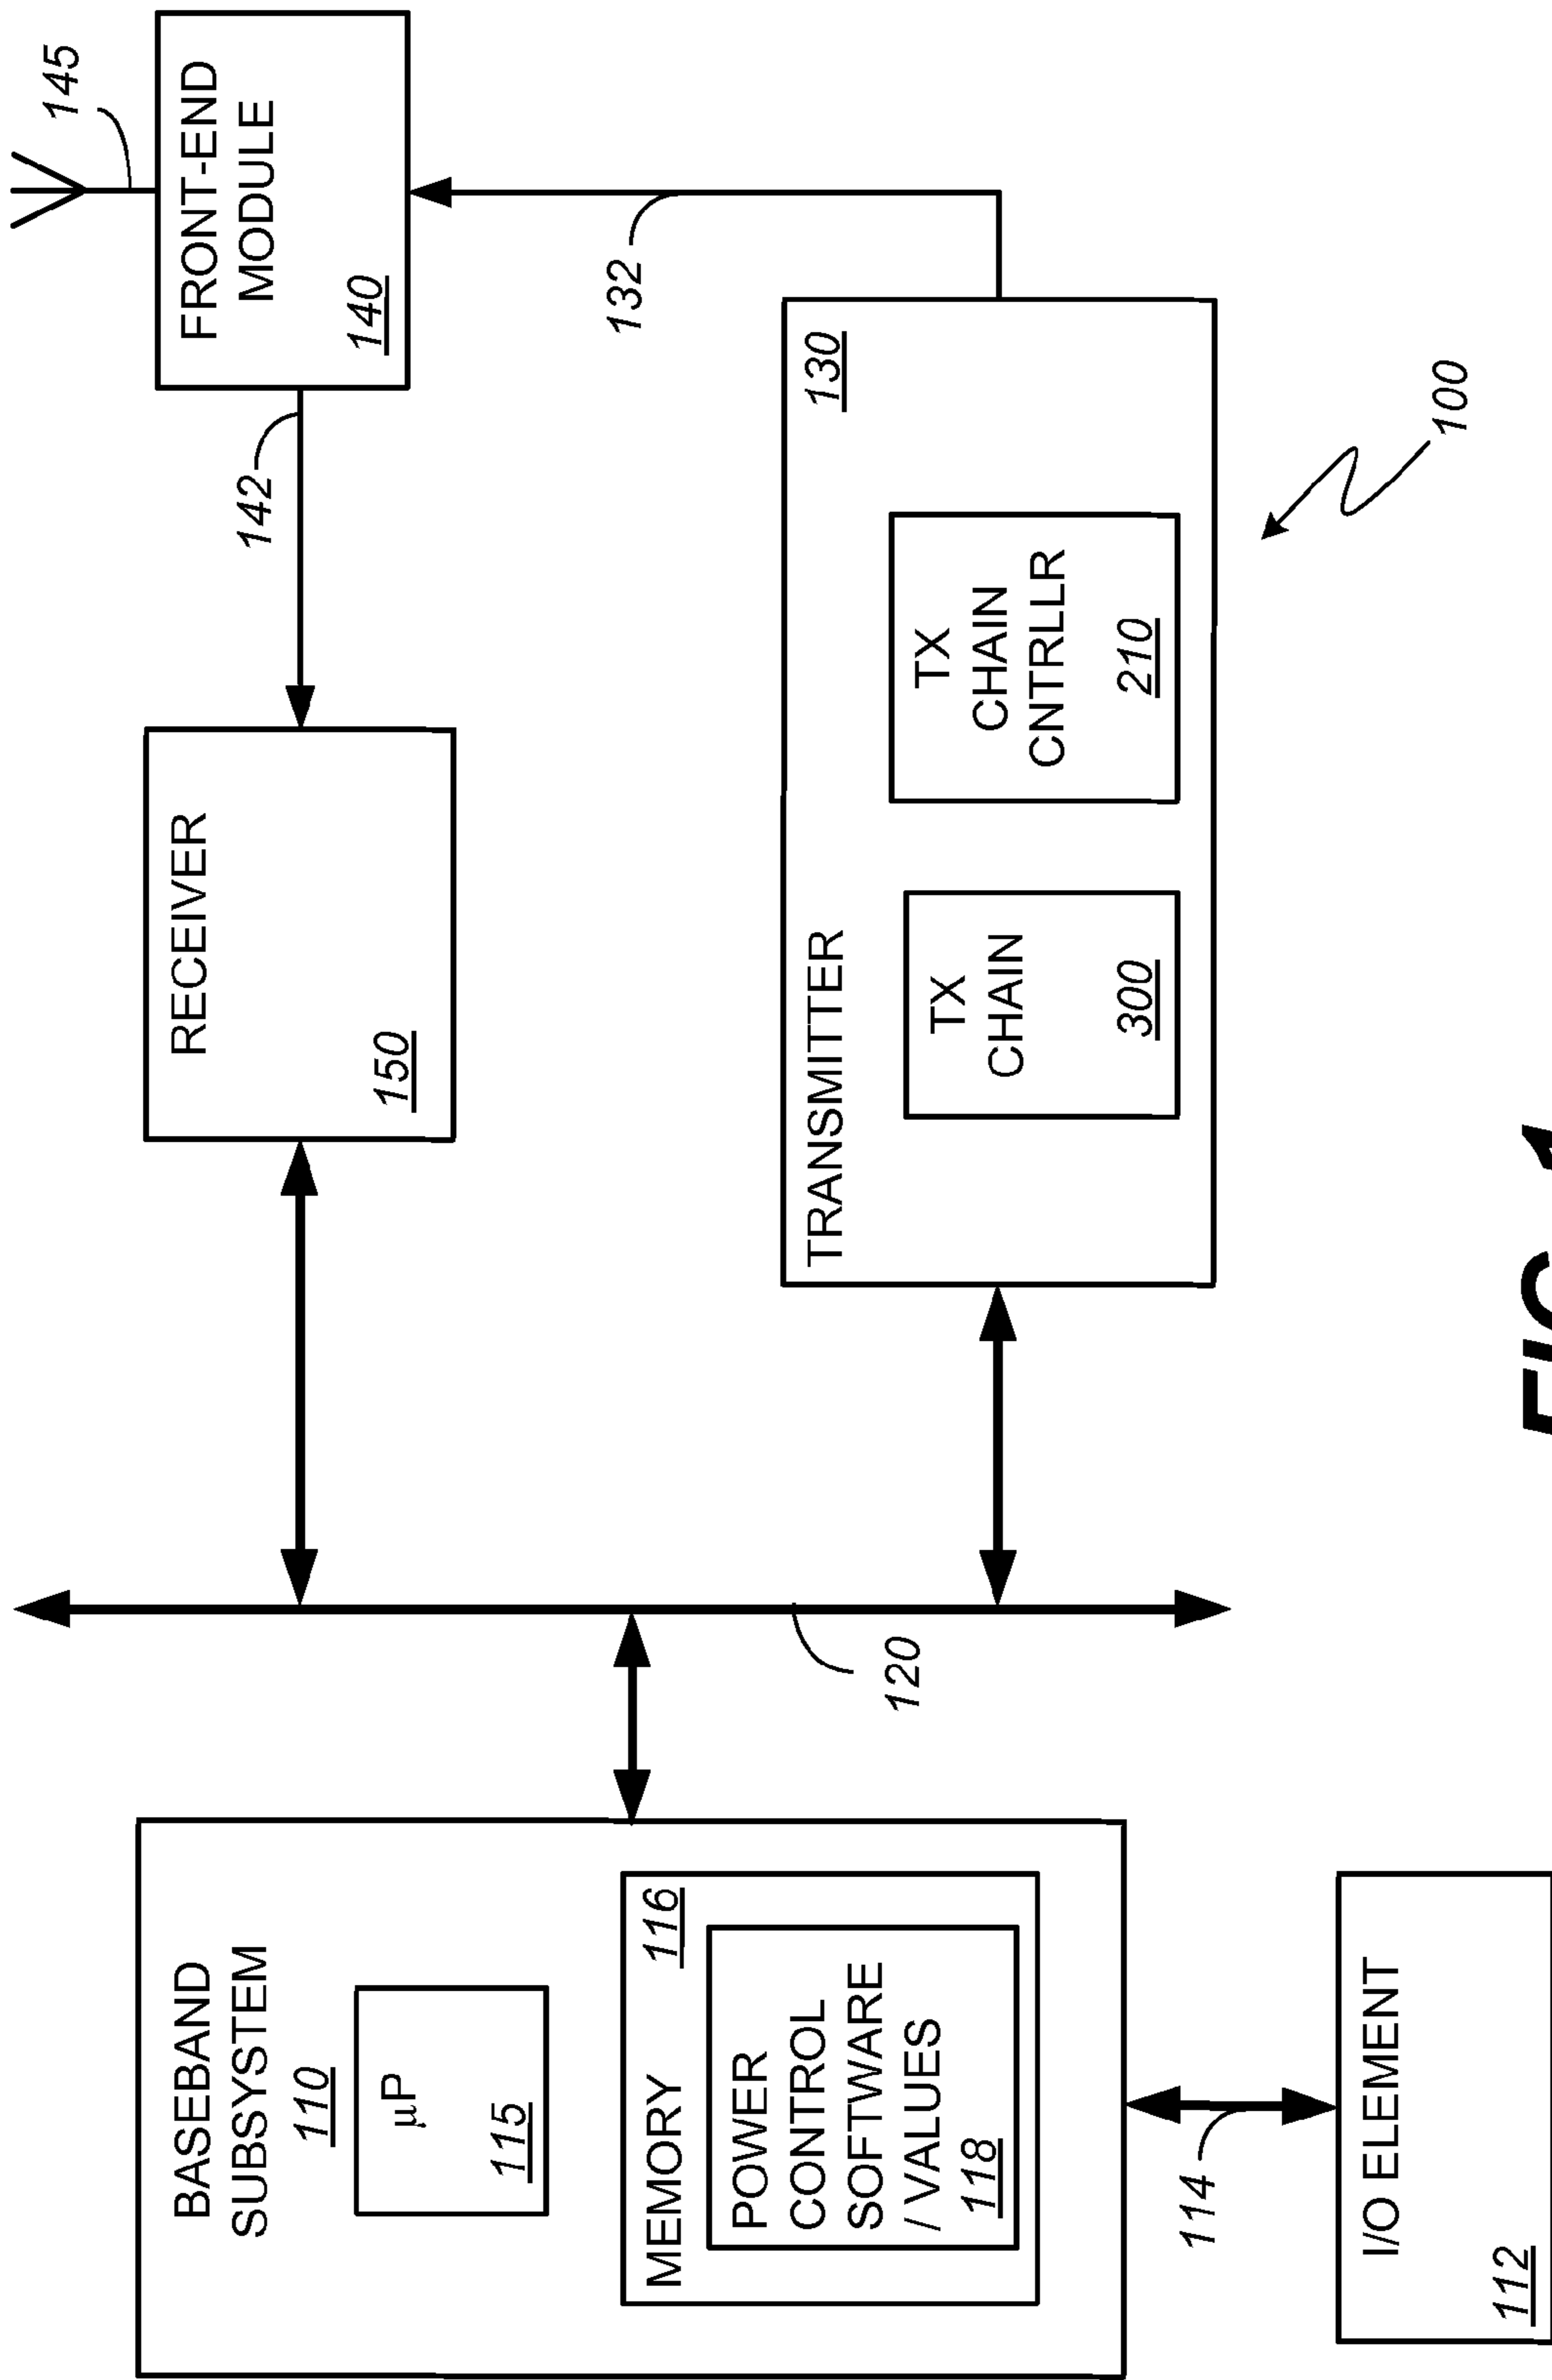 BASEBAND
SUBSYSTEM
110
µP
115
MEMORY
116
POWER
CONTROL
SOFTWARE
/ VALUES
118
114
I/O ELEMENT
112
120
RECEIVER
150
142
FRONT-END
MODULE
140
145
132
TRANSMITTER
130
TX
CHAIN
300
TX
CHAIN
CNTRLLR
210
100